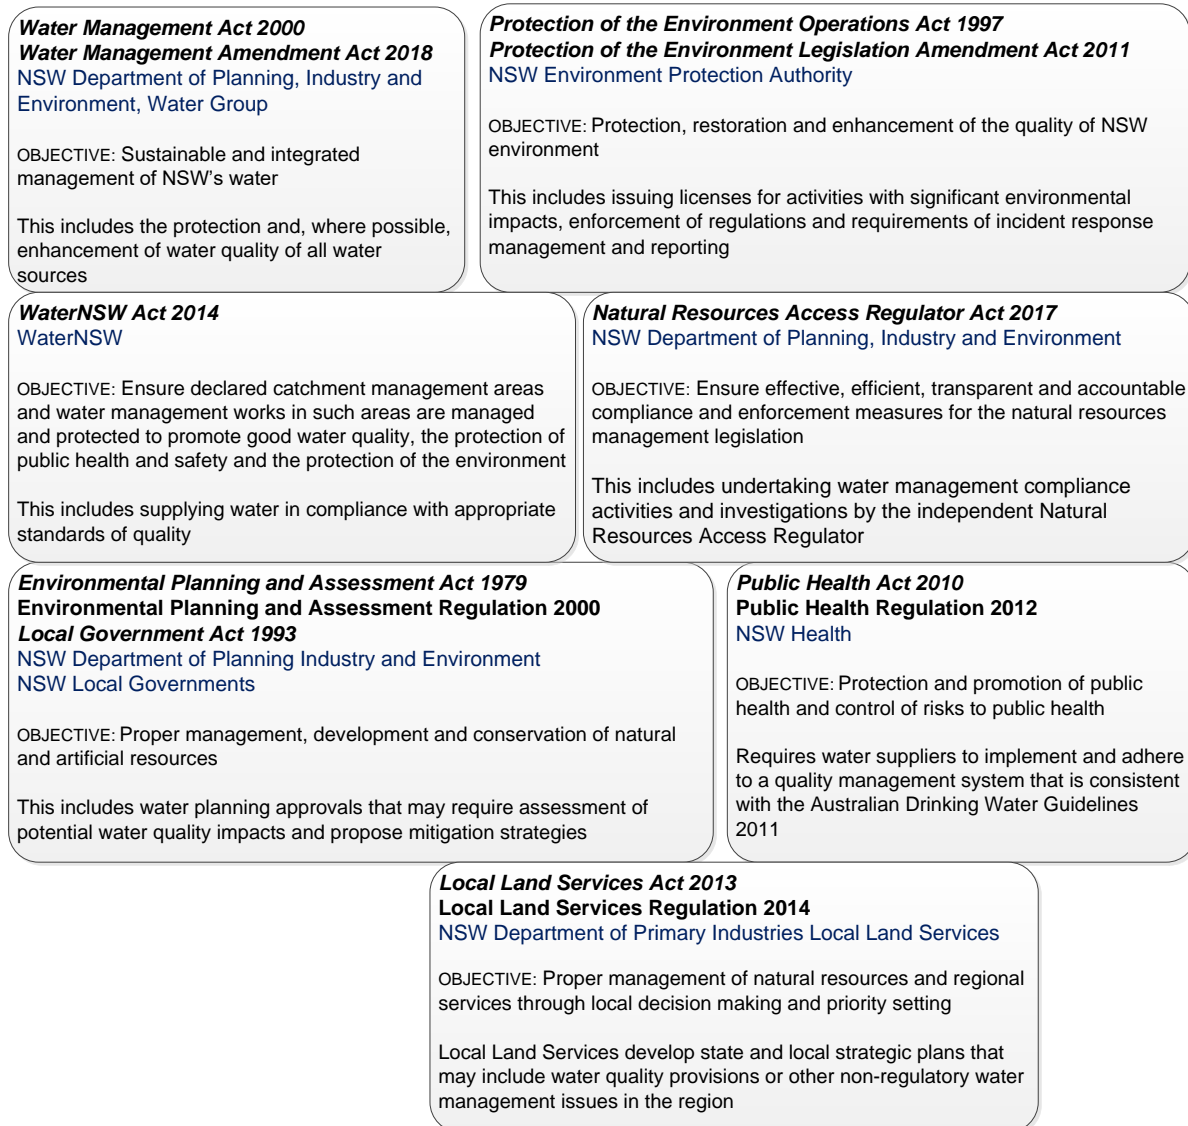 Water Management Act 2000
Water Management Amendment Act 2018
NSW Department of Planning, Industry and
Environment, Water Group
OBJECTIVE: Sustainable and integrated
management of NSW's water
This includes the protection and, where possible,
enhancement of water quality of all water
sources
Protection of the Environment Operations Act 1997
Protection of the Environment Legislation Amendment Act 2011
NSW Environment Protection Authority
OBJECTIVE: Protection, restoration and enhancement of the quality of NSW
environment
This includes issuing licenses for activities with significant environmental
impacts, enforcement of regulations and requirements of incident response
management and reporting
WaterNSW Act 2014
WaterNSW
OBJECTIVE: Ensure declared catchment management areas
and water management works in such areas are managed
and protected to promote good water quality, the protection of
public health and safety and the protection of the environment
This includes supplying water in compliance with appropriate
standards of quality
Natural Resources Access Regulator Act 2017
NSW Department of Planning, Industry and Environment
OBJECTIVE: Ensure effective, efficient, transparent and accountable
compliance and enforcement measures for the natural resources
management legislation
This includes undertaking water management compliance
activities and investigations by the independent Natural
Resources Access Regulator
Environmental Planning and Assessment Act 1979
Environmental Planning and Assessment Regulation 2000
Local Government Act 1993
NSW Department of Planning Industry and Environment
NSW Local Governments
OBJECTIVE: Proper management, development and conservation of natural
and artificial resources
This includes water planning approvals that may require assessment of
potential water quality impacts and propose mitigation strategies
Public Health Act 2010
Public Health Regulation 2012
NSW Health
OBJECTIVE: Protection and promotion of public
health and control of risks to public health
Requires water suppliers to implement and adhere
to a quality management system that is consistent
with the Australian Drinking Water Guidelines
2011
Local Land Services Act 2013
Local Land Services Regulation 2014
NSW Department of Primary Industries Local Land Services
OBJECTIVE: Proper management of natural resources and regional
services through local decision making and priority setting
Local Land Services develop state and local strategic plans that
may include water quality provisions or other non-regulatory water
management issues in the region